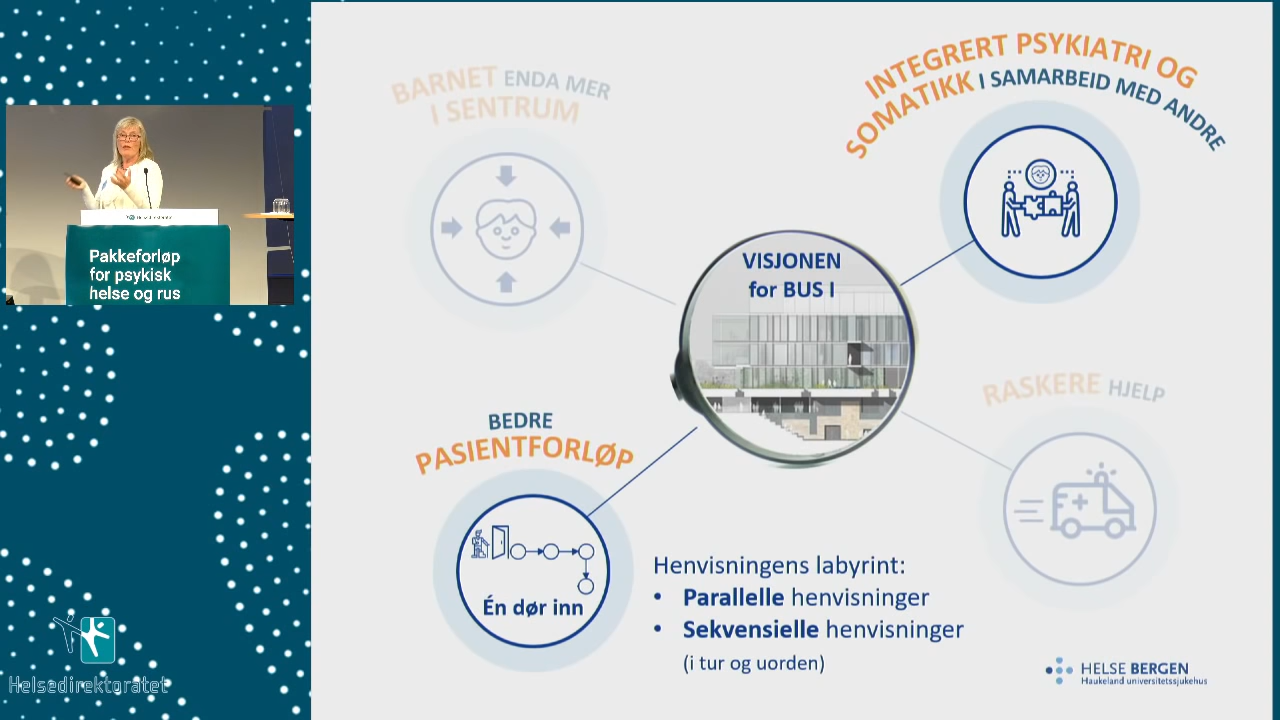 BARNET ENDA MER
I SENTRUM
INTEGRERT PSYKIATRI OG
SOMATIKK I SAMARBEID MED ANDRE
VISJONEN
for BUS I
RASKERE HJELP
BEDRE
PASIENTFORLØP
Én dør inn
Henvisningens labyrint:
• Parallelle henvisninger
• Sekvensielle henvisninger
(i tur og uorden)
HELSE BERGEN
Haukeland universitetssjukehus
Pakkeforløp
for psykisk
helse og rus
Helsedirektoratet